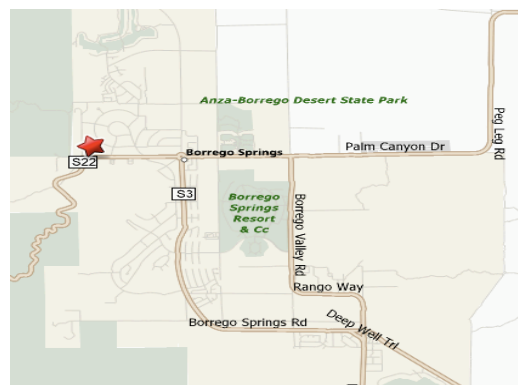 Anza-Borrego Desert State Park
Peg Leg Rd
Palm Canyon Dr
Borrego Springs
S22
S3
Borrego
Springs
Resort
& Cc
Borrego Valley Rd
Rango Way
Borrego Springs Rd
Deep Well Trl